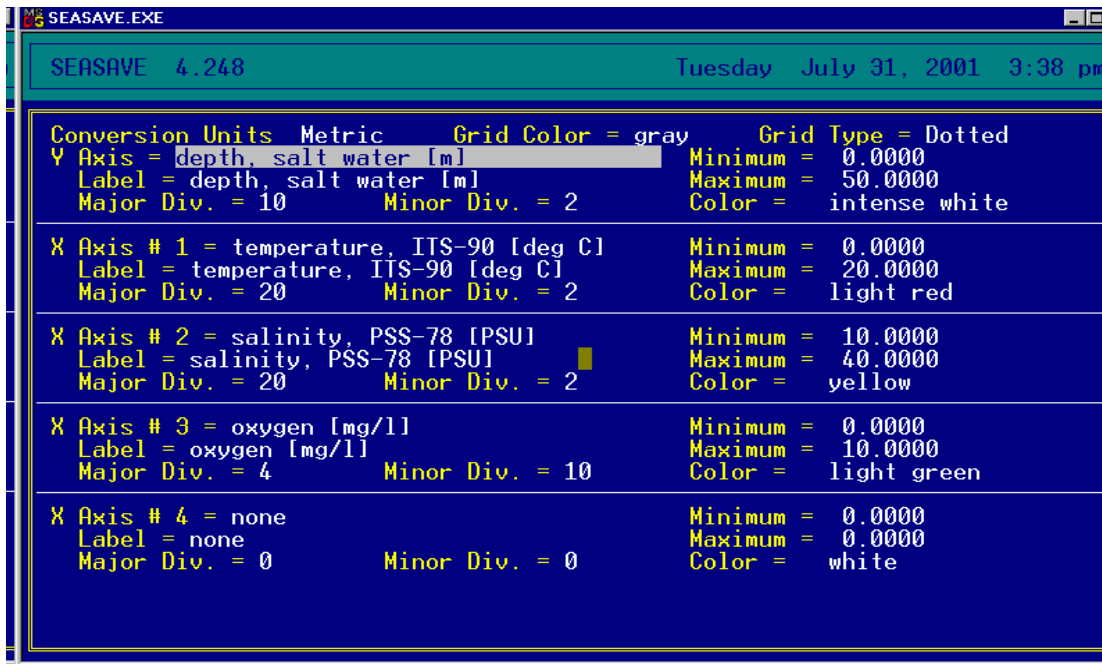 SEASAVE.EXE
SEASAVE 4.248 Tuesday July 31, 2001 3:38 pm
Conversion Units Metric Grid Color = gray Grid Type = Dotted
Y Axis = depth, salt water [m] Minimum = 0.0000
Label = depth, salt water [m] Maximum = 50.0000
Major Div. = 10 Minor Div. = 2 Color = intense white
X Axis # 1 = temperature, ITS-90 [deg C] Minimum = 0.0000
Label = temperature, ITS-90 [deg C] Maximum = 20.0000
Major Div. = 20 Minor Div. = 2 Color = light red
X Axis # 2 = salinity, PSS-78 [PSU] Minimum = 10.0000
Label = salinity, PSS-78 [PSU] Maximum = 40.0000
Major Div. = 20 Minor Div. = 2 Color = yellow
X Axis # 3 = oxygen [mg/l] Minimum = 0.0000
Label = oxygen [mg/l] Maximum = 10.0000
Major Div. = 4 Minor Div. = 10 Color = light green
X Axis # 4 = none Minimum = 0.0000
Label = none Maximum = 0.0000
Major Div. = 0 Minor Div. = 0 Color = white